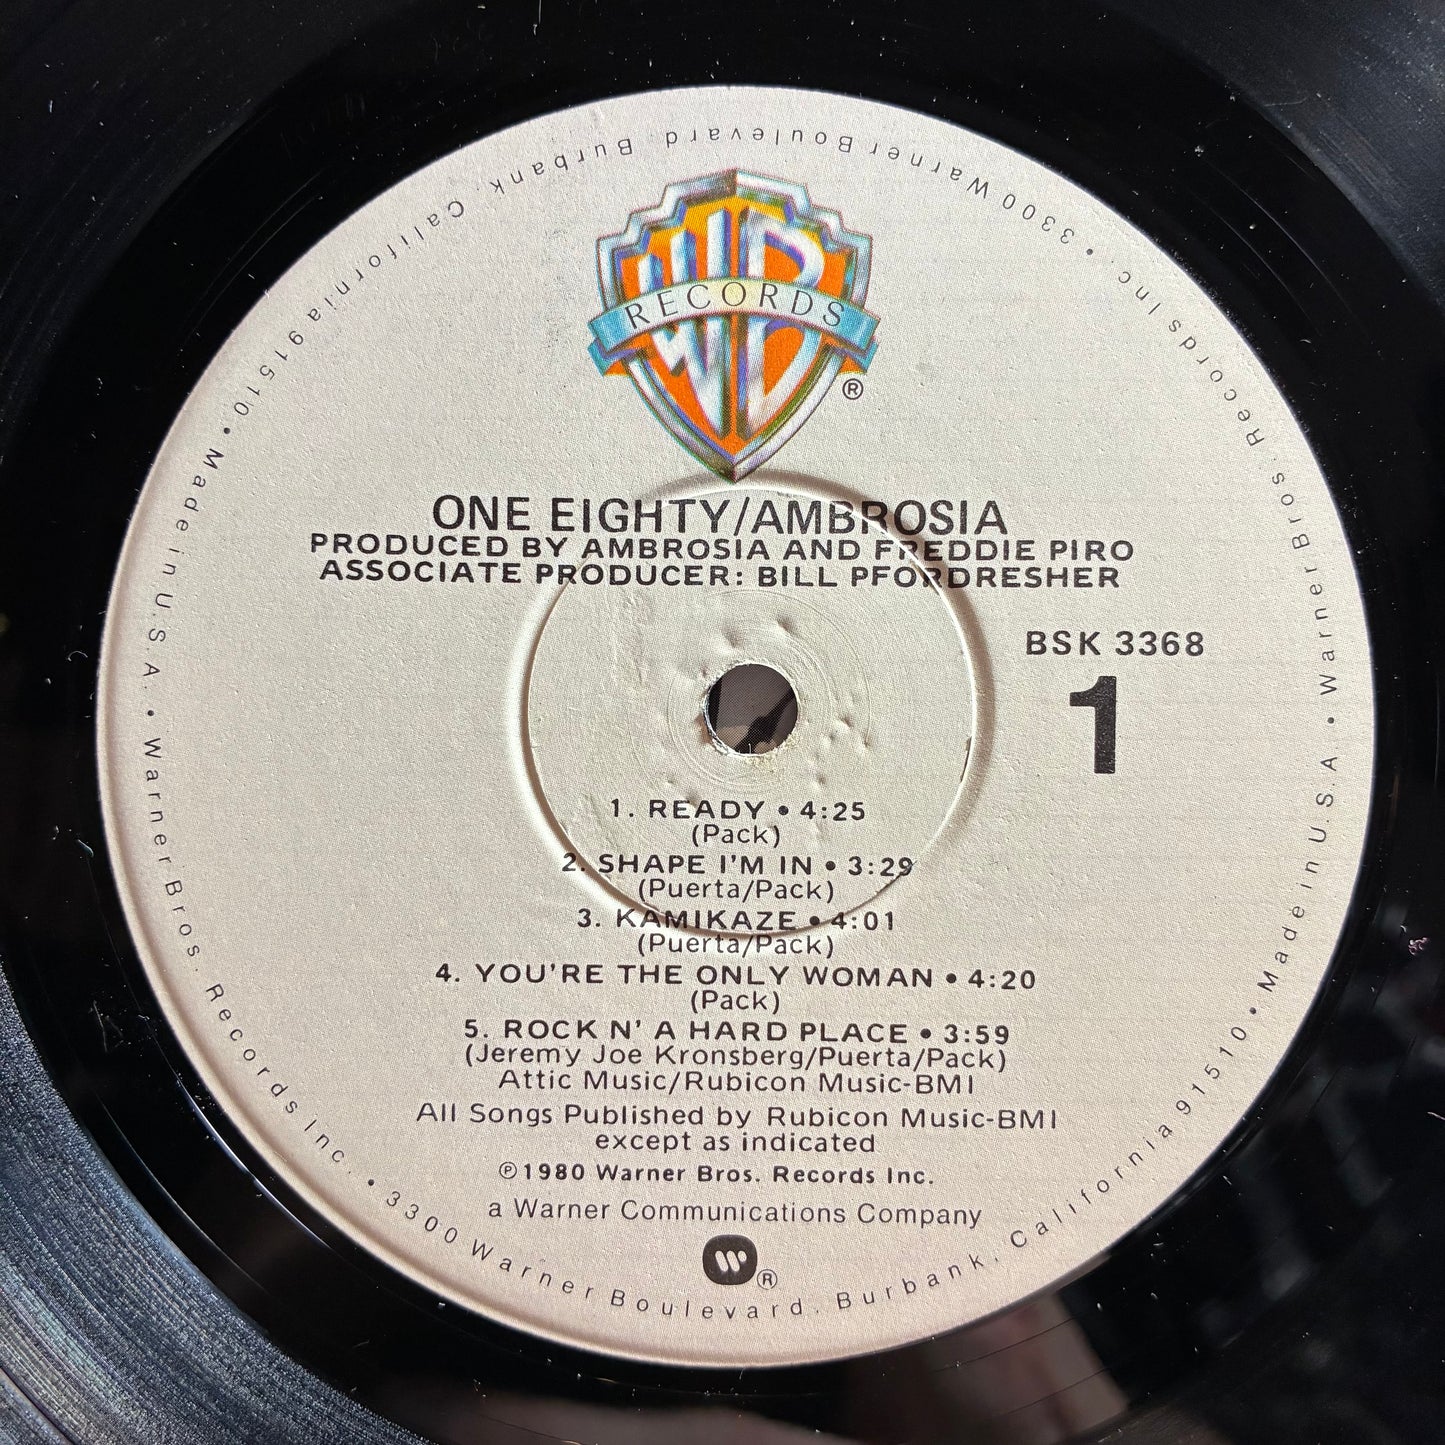 WB
RECORDS
®
ONE EIGHTY/AMBROSIA
PRODUCED BY AMBROSIA AND FREDDIE PIRO
ASSOCIATE PRODUCER: BILL PFORDRESHER
BSK 3368
1
1. READY • 4:25
(Pack)
2. SHAPE I'M IN • 3:29
(Puerta/Pack)
3. KAMIKAZE • 4:01
(Puerta/Pack)
4. YOU'RE THE ONLY WOMAN • 4:20
(Pack)
5. ROCK N' A HARD PLACE • 3:59
(Jeremy Joe Kronsberg/Puerta/Pack)
Attic Music/Rubicon Music-BMI
All Songs Published by Rubicon Music-BMI
except as indicated
℗1980 Warner Bros. Records Inc.
a Warner Communications Company
®
Warner Bros. Records Inc. • 3300 Warner Boulevard. Burbank, California 91510 • Made in U.S.A. • Warner Bros. Records Inc. • 3300 Warner Boulevard Burbank, California 91510 • Made in U.S.A. •